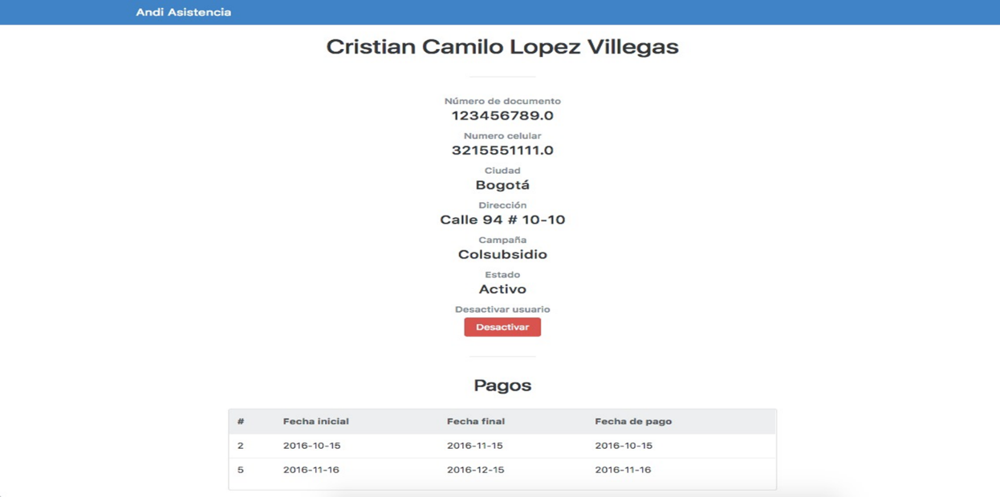 Andi Asistencia
Cristian Camilo Lopez Villegas
Número de documento
123456789.0
Numero celular
3215551111.0
Ciudad
Bogotá
Dirección
Calle 94 # 10-10
Campaña
Colsubsidio
Estado
Activo
Desactivar usuario
Desactivar
Pagos
# Fecha inicial Fecha final Fecha de pago
2 2016-10-15 2016-11-15 2016-10-15
5 2016-11-16 2016-12-15 2016-11-16